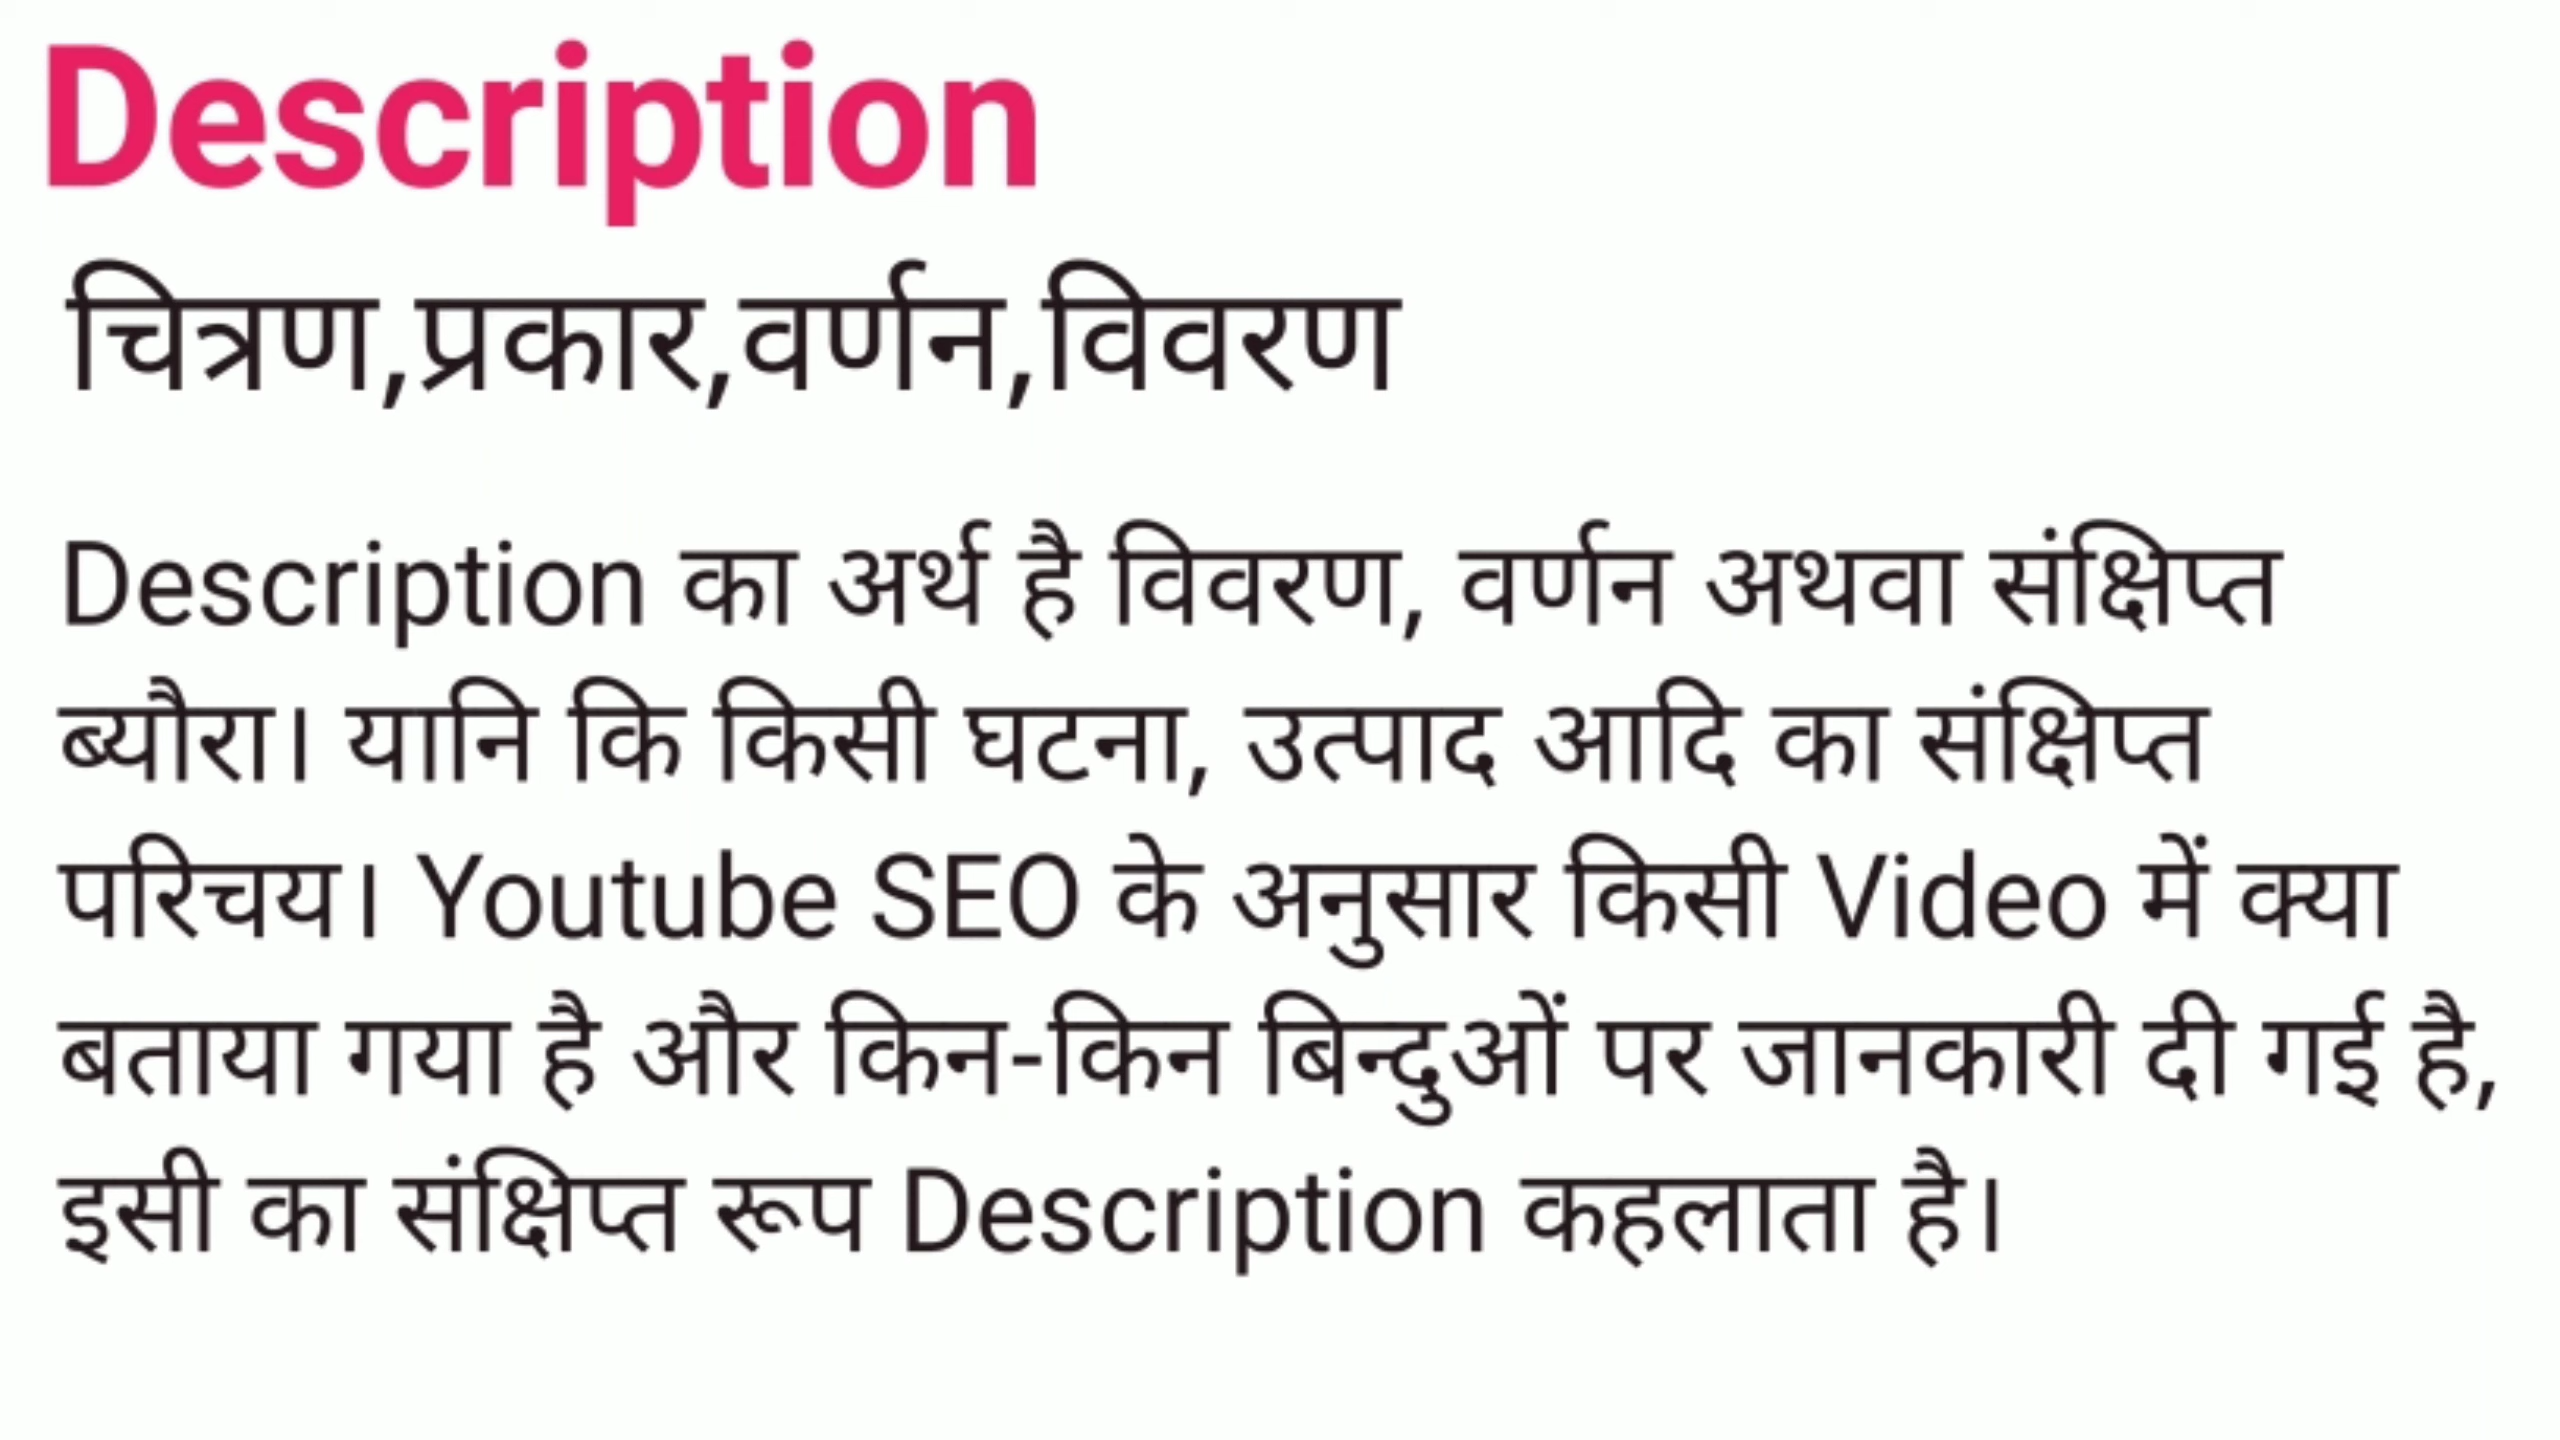 Description
चित्रण,प्रकार,वर्णन,विवरण
Description का अर्थ है विवरण, वर्णन अथवा संक्षिप्त
ब्यौरा। यानि कि किसी घटना, उत्पाद आदि का संक्षिप्त
परिचय। Youtube SEO के अनुसार किसी Video में क्या
बताया गया है और किन-किन बिन्दुओं पर जानकारी दी गई है,
इसी का संक्षिप्त रूप Description कहलाता है।